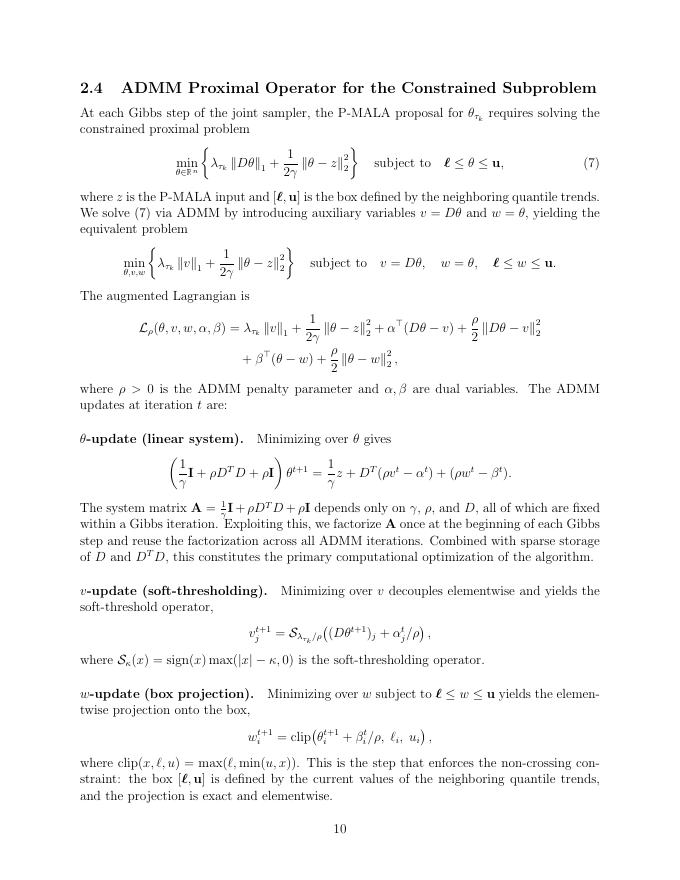 2.4 ADMM Proximal Operator for the Constrained Subproblem
At each Gibbs step of the joint sampler, the P-MALA proposal for θ_{τ_k} requires solving the
constrained proximal problem
min_{θ∈ℝ^n} { λ_{τ_k} ‖Dθ‖_1 + \frac{1}{2γ} ‖θ − z‖_2^2 } subject to ℓ ≤ θ ≤ u, (7)
where z is the P-MALA input and [ℓ, u] is the box defined by the neighboring quantile trends.
We solve (7) via ADMM by introducing auxiliary variables v = Dθ and w = θ, yielding the
equivalent problem
min_{θ,v,w} { λ_{τ_k} ‖v‖_1 + \frac{1}{2γ} ‖θ − z‖_2^2 } subject to v = Dθ, w = θ, ℓ ≤ w ≤ u.
The augmented Lagrangian is
ℒ_ρ(θ, v, w, α, β) = λ_{τ_k} ‖v‖_1 + \frac{1}{2γ} ‖θ − z‖_2^2 + α^⊤(Dθ − v) + \frac{ρ}{2} ‖Dθ − v‖_2^2
+ β^⊤(θ − w) + \frac{ρ}{2} ‖θ − w‖_2^2 ,
where ρ > 0 is the ADMM penalty parameter and α, β are dual variables. The ADMM
updates at iteration t are:
θ-update (linear system). Minimizing over θ gives
( \frac{1}{γ} I + ρD^T D + ρI ) θ^{t+1} = \frac{1}{γ} z + D^T(ρv^t − α^t) + (ρw^t − β^t).
The system matrix A = \frac{1}{γ} I + ρD^T D + ρI depends only on γ, ρ, and D, all of which are fixed
within a Gibbs iteration. Exploiting this, we factorize A once at the beginning of each Gibbs
step and reuse the factorization across all ADMM iterations. Combined with sparse storage
of D and D^T D, this constitutes the primary computational optimization of the algorithm.
v-update (soft-thresholding). Minimizing over v decouples elementwise and yields the
soft-threshold operator,
v_j^{t+1} = 𝒮_{λ_{τ_k}/ρ}((Dθ^{t+1})_j + α_j^t/ρ) ,
where 𝒮_κ(x) = sign(x) max(|x| − κ, 0) is the soft-thresholding operator.
w-update (box projection). Minimizing over w subject to ℓ ≤ w ≤ u yields the elemen-
twise projection onto the box,
w_i^{t+1} = clip(θ_i^{t+1} + β_i^t/ρ, ℓ_i, u_i) ,
where clip(x, ℓ, u) = max(ℓ, min(u, x)). This is the step that enforces the non-crossing con-
straint: the box [ℓ, u] is defined by the current values of the neighboring quantile trends,
and the projection is exact and elementwise.
10